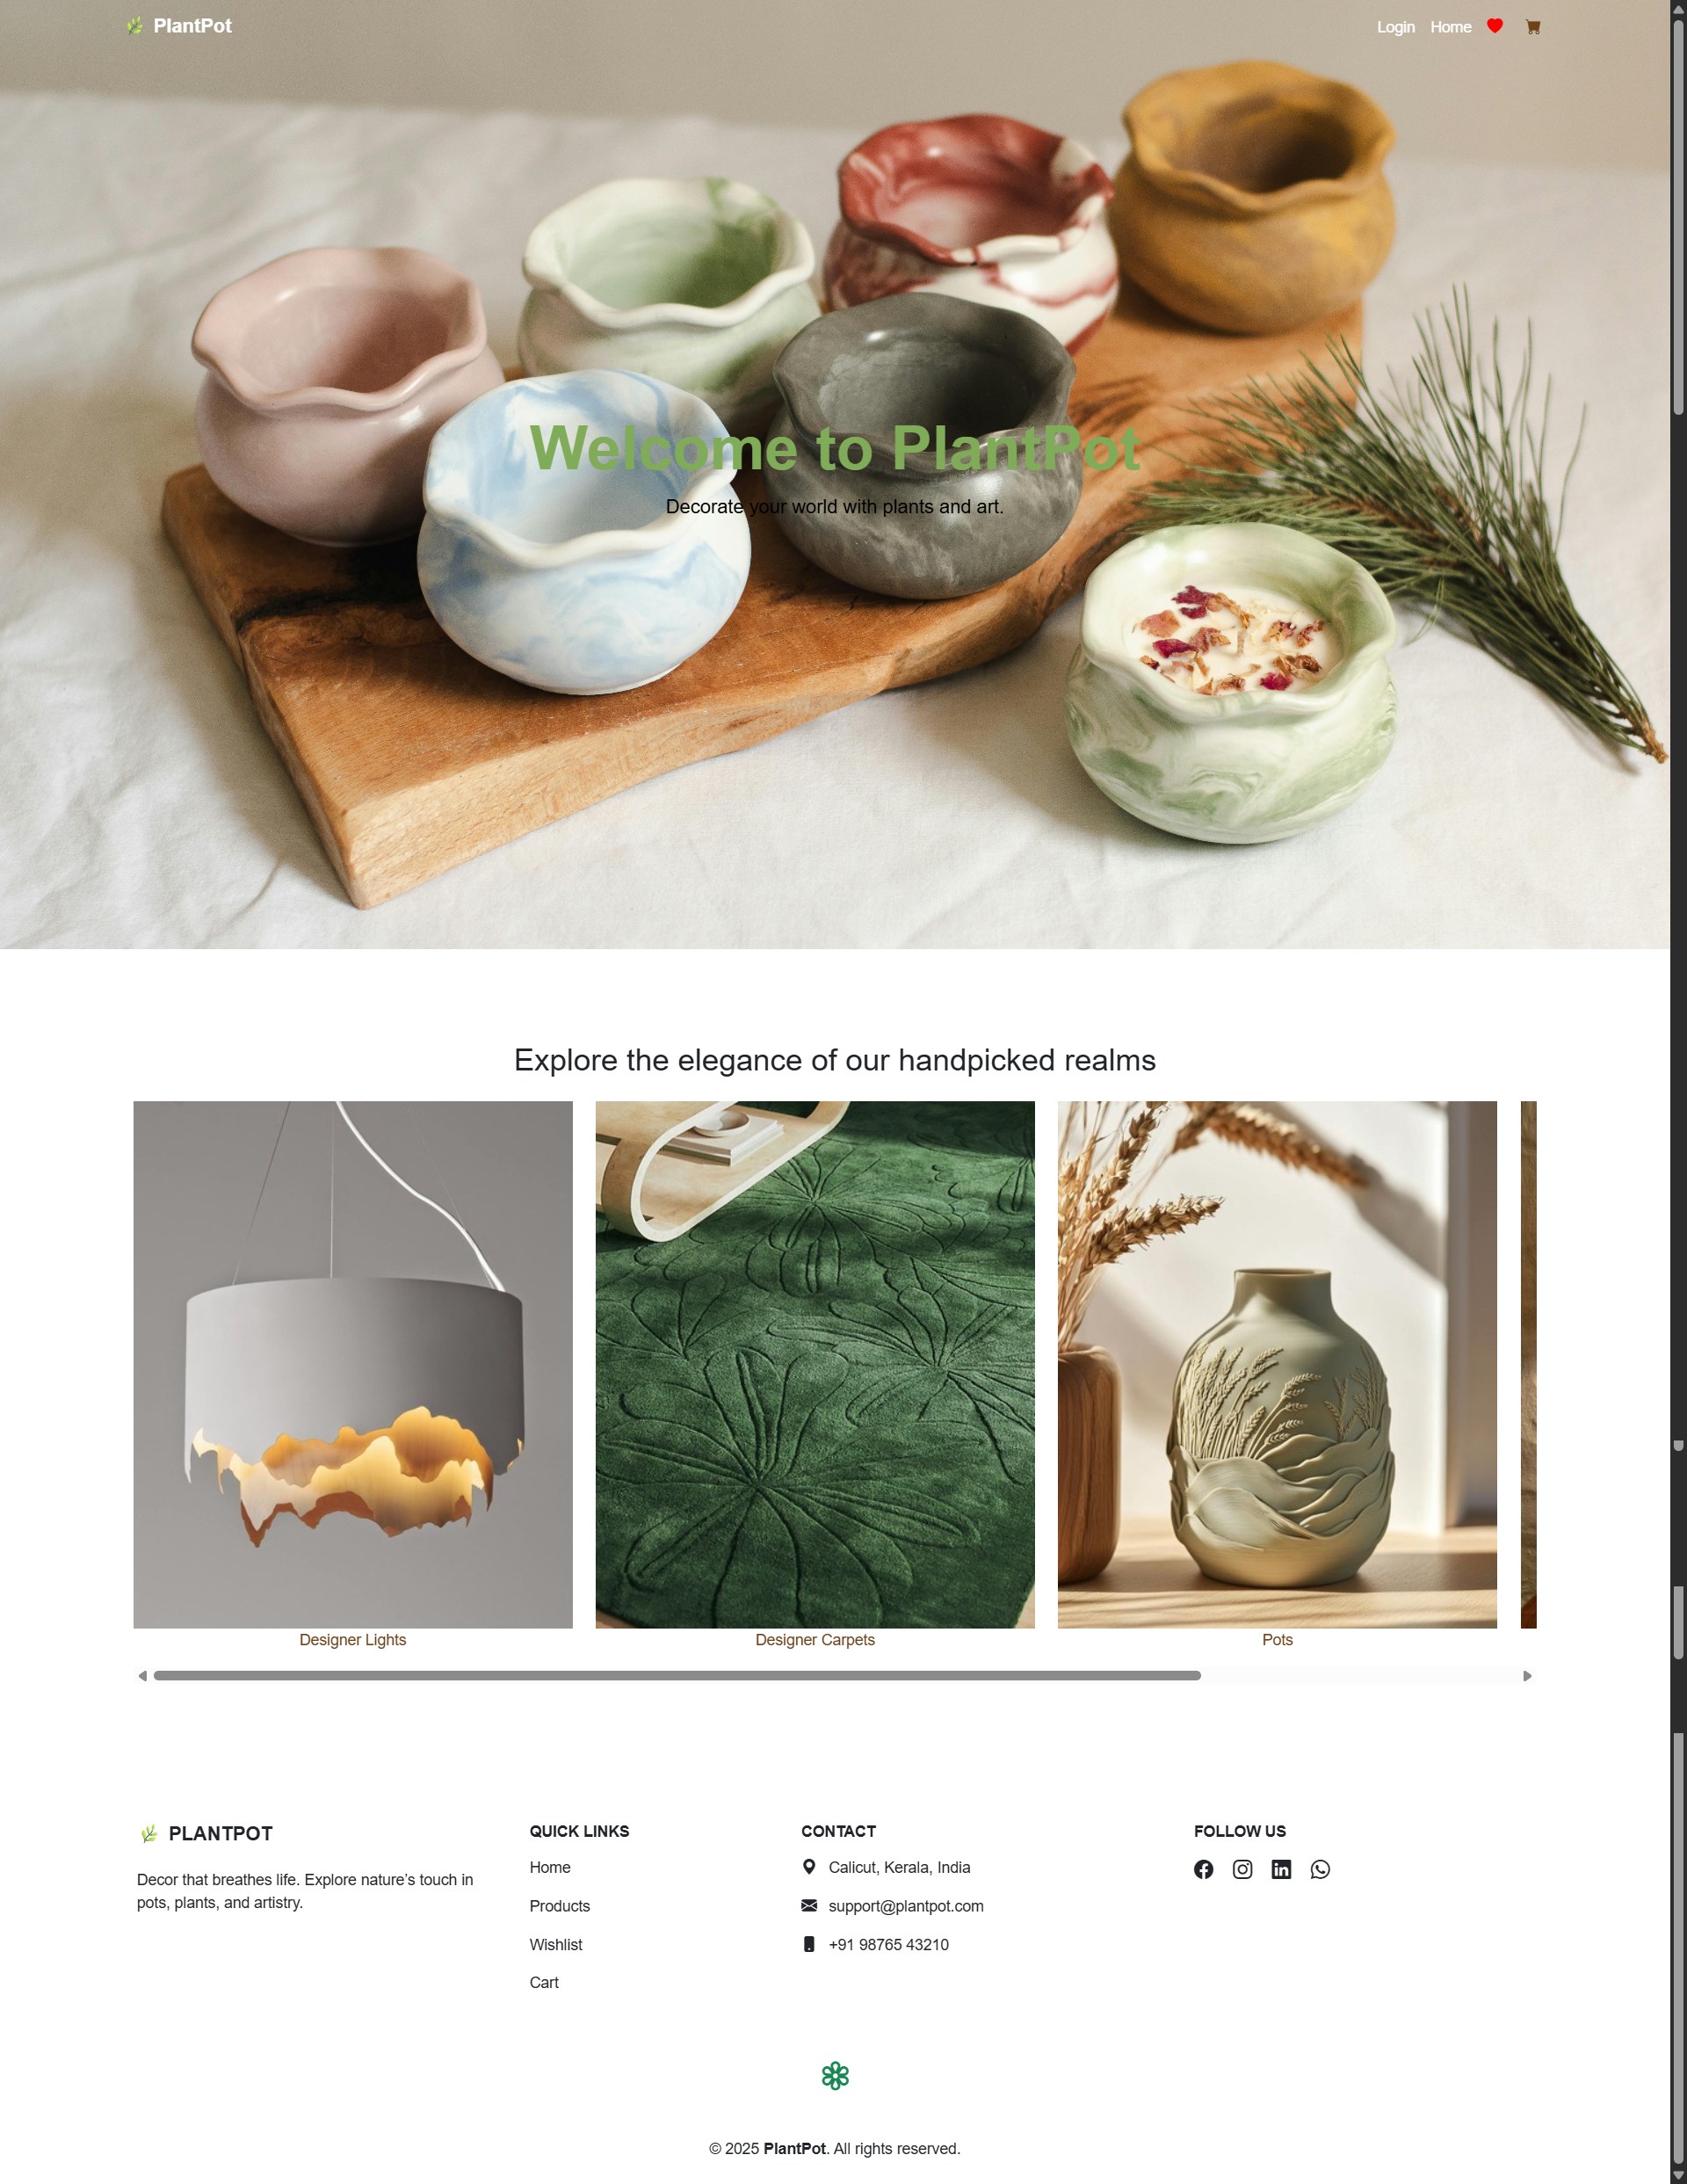 PlantPot
Login Home
Welcome to PlantPot
Decorate your world with plants and art.
Explore the elegance of our handpicked realms
Designer Lights
Designer Carpets
Pots
PLANTPOT
Decor that breathes life. Explore nature’s touch in
pots, plants, and artistry.
QUICK LINKS
Home
Products
Wishlist
Cart
CONTACT
Calicut, Kerala, India
support@plantpot.com
+91 98765 43210
FOLLOW US
© 2025 PlantPot. All rights reserved.